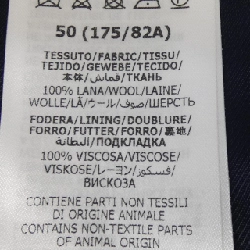 50 (175/82A)
TESSUTO/FABRIC/TISSU/
TEJIDO/GEWEBE/TECIDO/
本体/قماش/ТКАНЬ
100% LANA/WOOL/LAINE/
WOLLE/LÃ/ウール/صوف/ШЕРСТЬ
FODERA/LINING/DOUBLURE/
FORRO/FUTTER/FORRO/裏地/
البطانة/ПОДКЛАДКА
100% VISCOSA/VISCOSE/
VISKOSE/レーヨン/فسكوز/
ВИСКОЗА
CONTIENE PARTI NON TESSILI
DI ORIGINE ANIMALE
CONTAINS NON-TEXTILE PARTS
OF ANIMAL ORIGIN